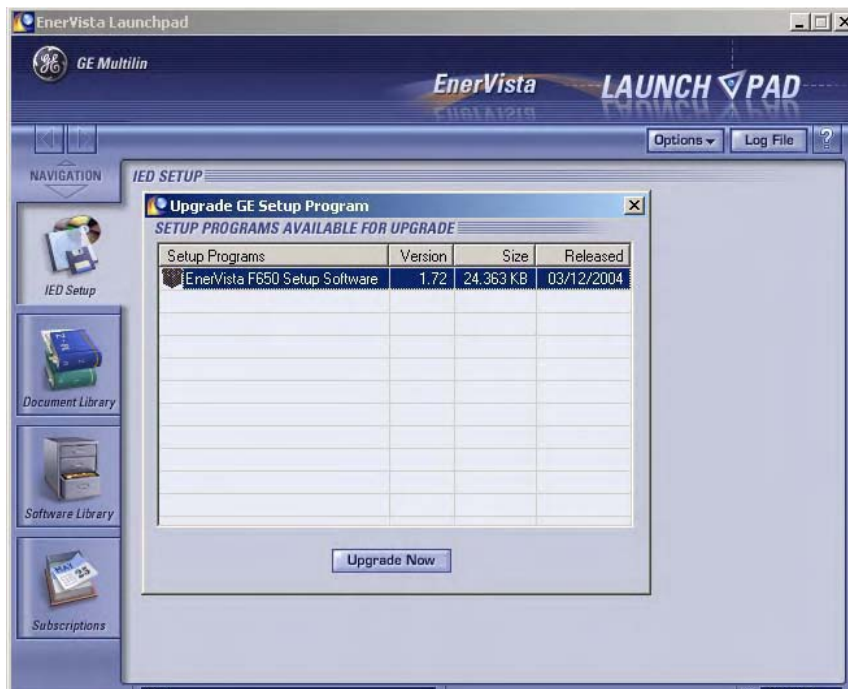 EnerVista Launchpad
GE Multilin
EnerVista LAUNCH PAD
Options Log File ?
NAVIGATION
IED SETUP
Upgrade GE Setup Program
SETUP PROGRAMS AVAILABLE FOR UPGRADE
Setup Programs Version Size Released
EnerVista F650 Setup Software 1.72 24.363 KB 03/12/2004
IED Setup
Document Library
Software Library
Upgrade Now
MAY
23
Subscriptions